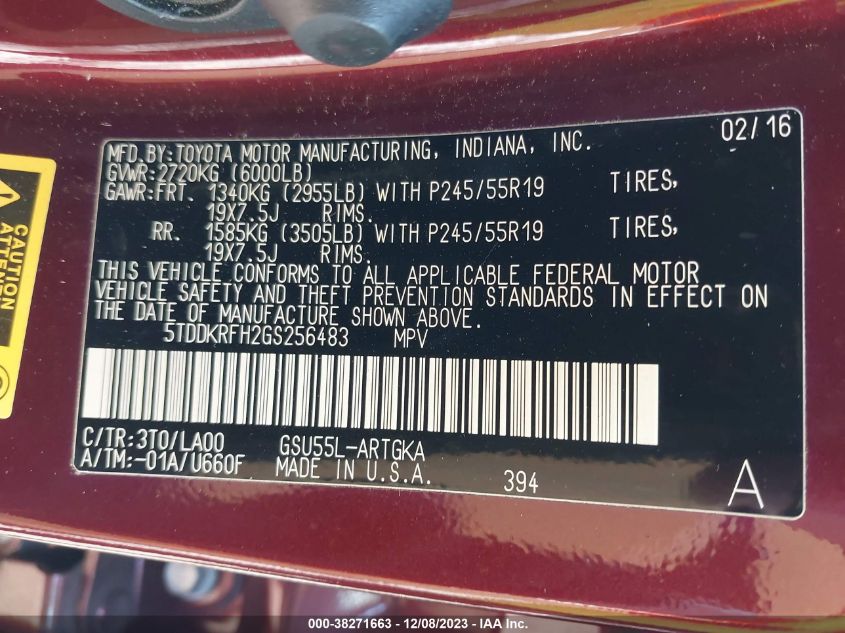 02/16
MFD.BY:TOYOTA MOTOR MANUFACTURING, INDIANA, INC.
GVWR:2720KG (6000LB)
GAWR:FRT. 1340KG (2955LB) WITH P245/55R19 TIRES,
19X7.5J RIMS.
RR. 1585KG (3505LB) WITH P245/55R19 TIRES,
19X7.5J RIMS.
THIS VEHICLE CONFORMS TO ALL APPLICABLE FEDERAL MOTOR
VEHICLE SAFETY AND THEFT PREVENTION STANDARDS IN EFFECT ON
THE DATE OF MANUFACTURE SHOWN ABOVE.
5TDDKRFH2GS256483 MPV
C/TR:3T0/LA00 GSU55L-ARTGKA
A/TM:-01A/U660F MADE IN U.S.A. 394 A
CAUTION
ATTENTION
000-38271663 - 12/08/2023 - IAA Inc.